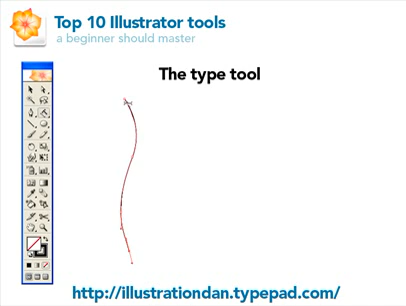 Top 10 Illustrator tools
a beginner should master
The type tool
http://illustrationdan.typepad.com/